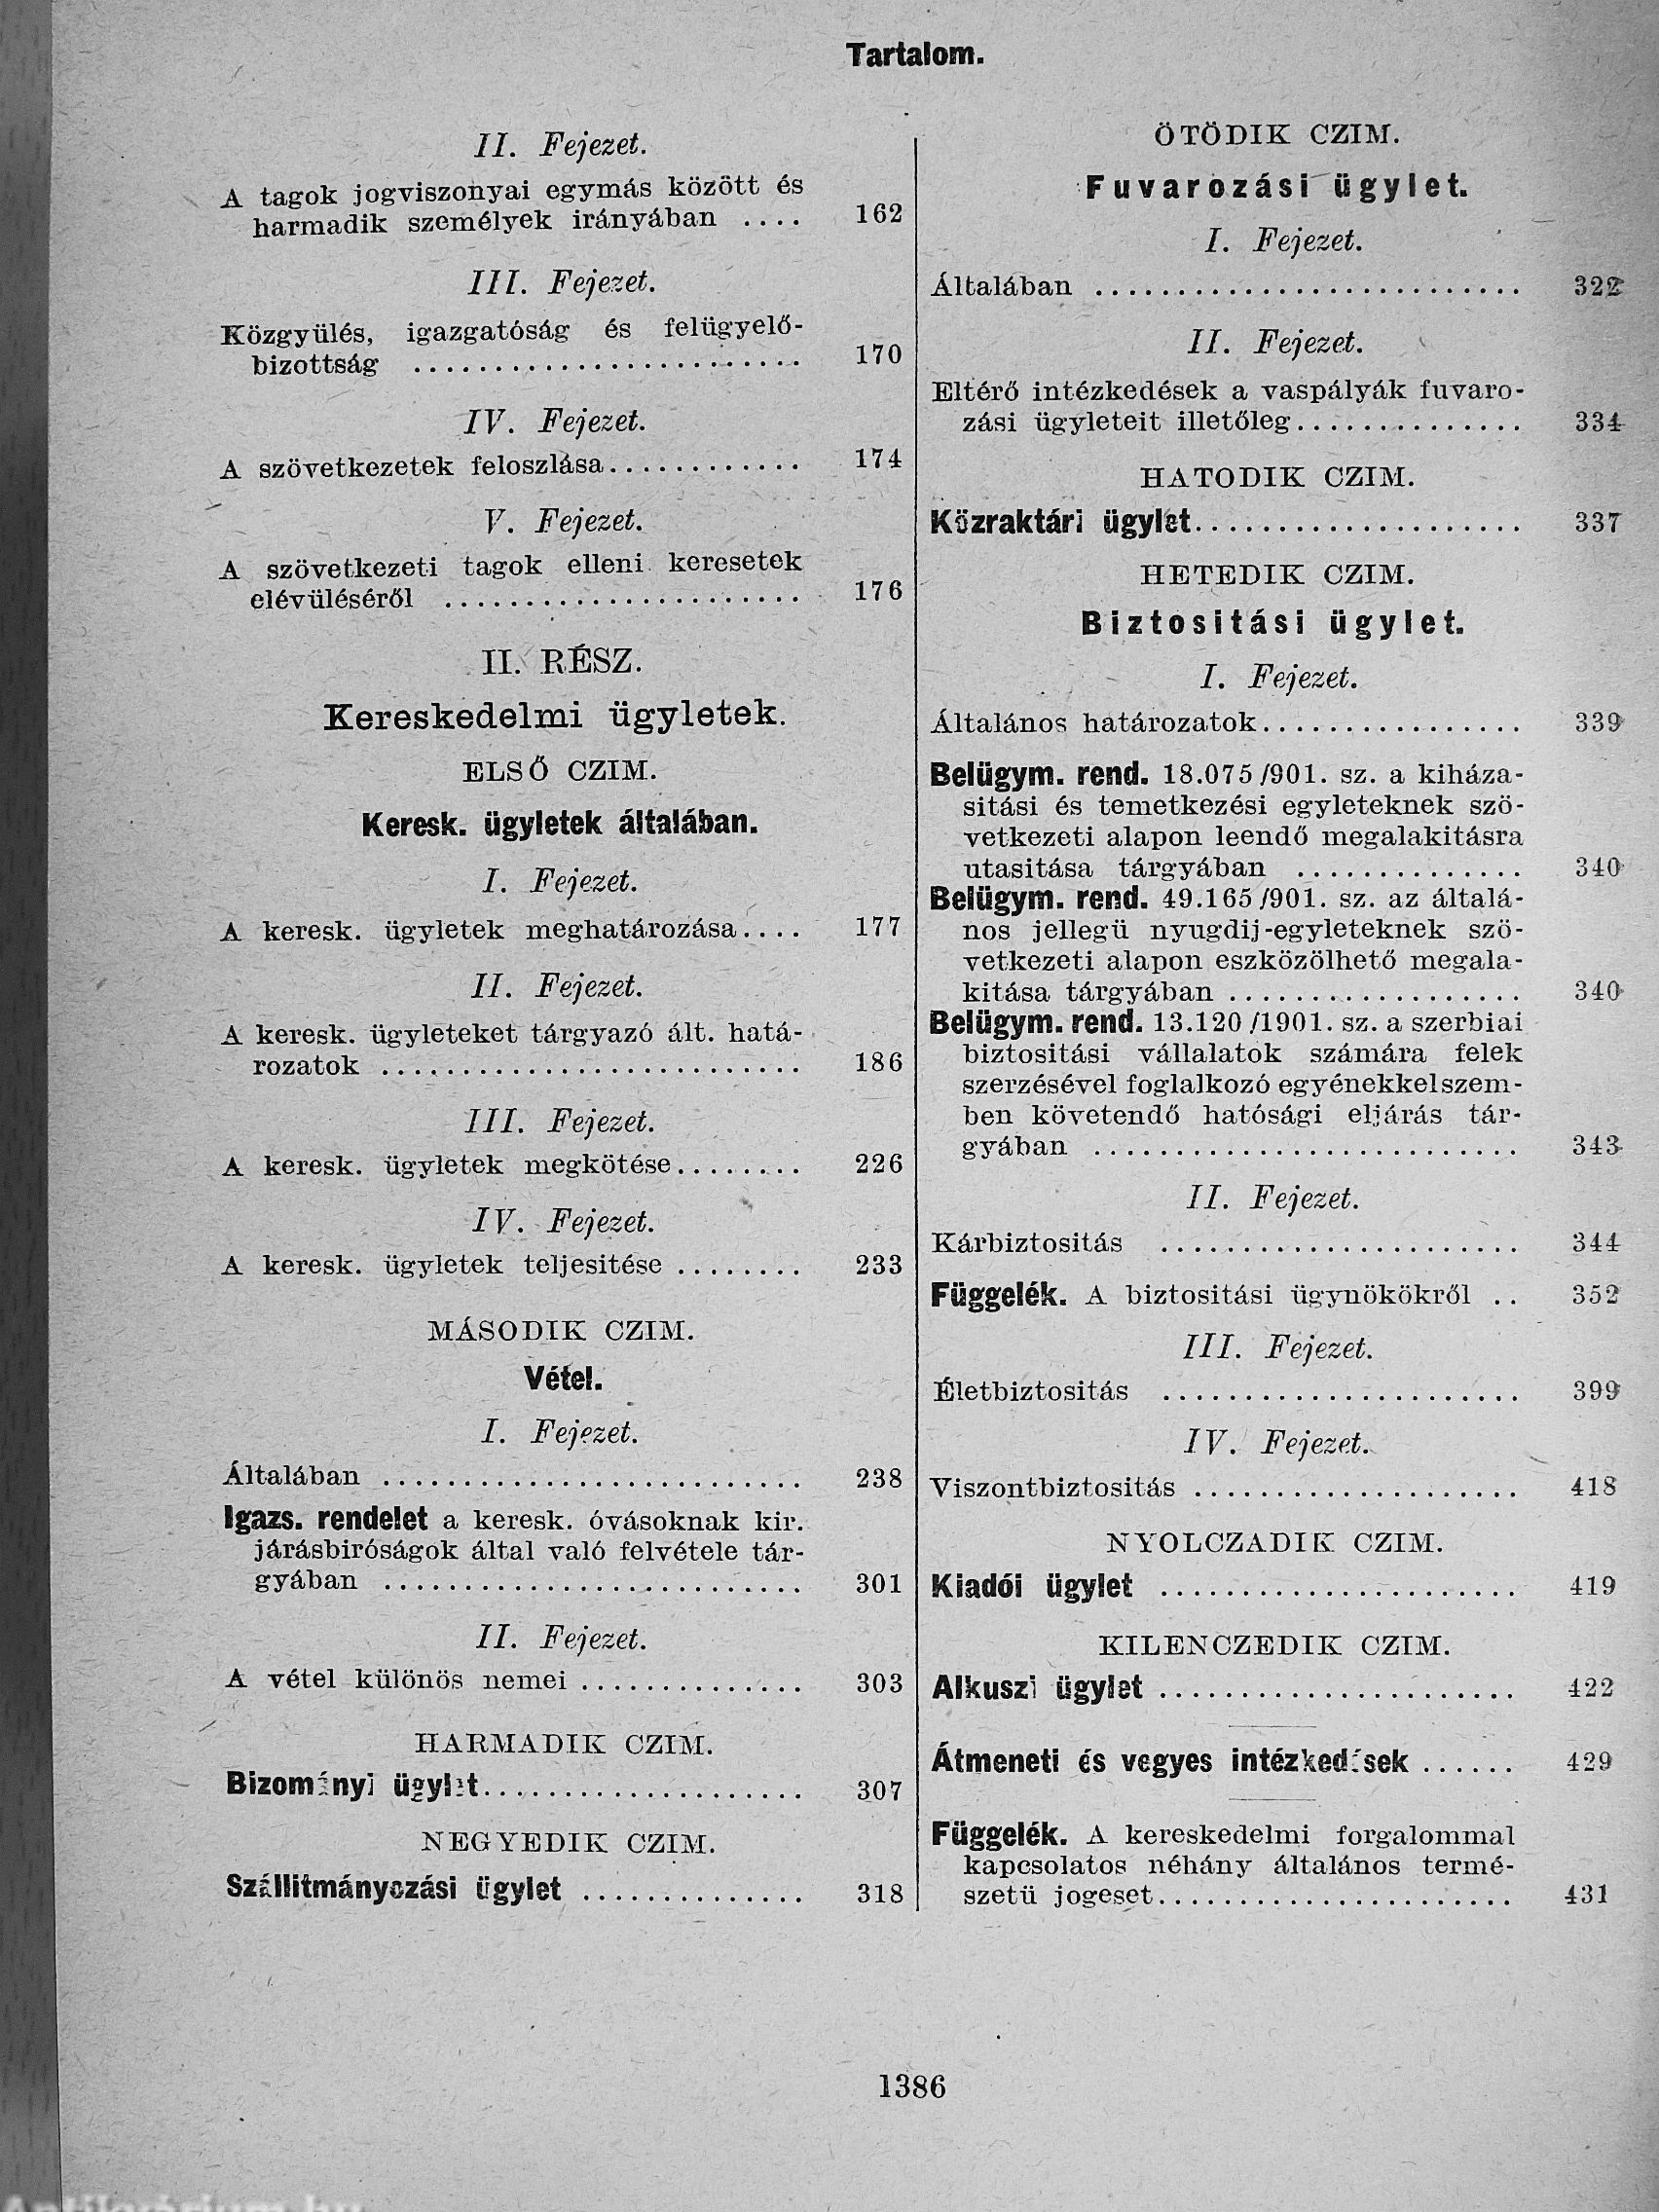 Tartalom.
II. Fejezet.
A tagok jogviszonyai egymás között és
harmadik személyek irányában .... 162
III. Fejezet.
Közgyülés, igazgatóság és felügyelő-
bizottság ........................ 170
IV. Fejezet.
A szövetkezetek feloszlása............ 174
V. Fejezet.
A szövetkezeti tagok elleni keresetek
elévüléséről ...................... 176
II. RÉSZ.
Kereskedelmi ügyletek.
ELSŐ CZIM.
Keresk. ügyletek általában.
I. Fejezet.
A keresk. ügyletek meghatározása.... 177
II. Fejezet.
A keresk. ügyleteket tárgyazó ált. hatá-
rozatok .......................... 186
III. Fejezet.
A keresk. ügyletek megkötése........ 226
IV. Fejezet.
A keresk. ügyletek teljesitése ........ 233
MÁSODIK CZIM.
Vétel.
I. Fejezet.
Általában .......................... 238
Igazs. rendelet a keresk. óvásoknak kir.
járásbiróságok által való felvétele tár-
gyában .......................... 301
II. Fejezet.
A vétel különös nemei .............. 303
HARMADIK CZIM.
Bizományi ügylet.................... 307
NEGYEDIK CZIM.
Szállitmányozási ügylet .............. 318
ÖTÖDIK CZIM.
Fuvarozási ügylet.
I. Fejezet.
Általában ........................... 322
II. Fejezet.
Eltérő intézkedések a vaspályák fuvaro-
zási ügyleteit illetőleg.............. 334
HATODIK CZIM.
Közraktári ügylet.................... 337
HETEDIK CZIM.
Biztositási ügylet.
I. Fejezet.
Általános határozatok................ 339
Belügym. rend. 18.075/901. sz. a kiháza-
sitási és temetkezési egyleteknek szö-
vetkezeti alapon leendő megalakitásra
utasitása tárgyában .............. 340
Belügym. rend. 49.165/901. sz. az általá-
nos jellegü nyugdij-egyleteknek szö-
vetkezeti alapon eszközölhető megala-
kitása tárgyában .................. 340
Belügym. rend. 13.120/1901. sz. a szerbiai
biztositási vállalatok számára felek
szerzésével foglalkozó egyénekkel szem-
ben követendő hatósági eljárás tár-
gyában ........................... 343
II. Fejezet.
Kárbiztositás ...................... 344
Függelék. A biztositási ügynökökről .. 352
III. Fejezet.
Életbiztositás ...................... 399
IV. Fejezet.
Viszontbiztositás .................... 418
NYOLCZADIK CZIM.
Kiadói ügylet ...................... 419
KILENCZEDIK CZIM.
Alkuszi ügylet ...................... 422
Átmeneti és vegyes intézkedések ...... 429
Függelék. A kereskedelmi forgalommal
kapcsolatos néhány általános termé-
szetü jogeset...................... 431
1386